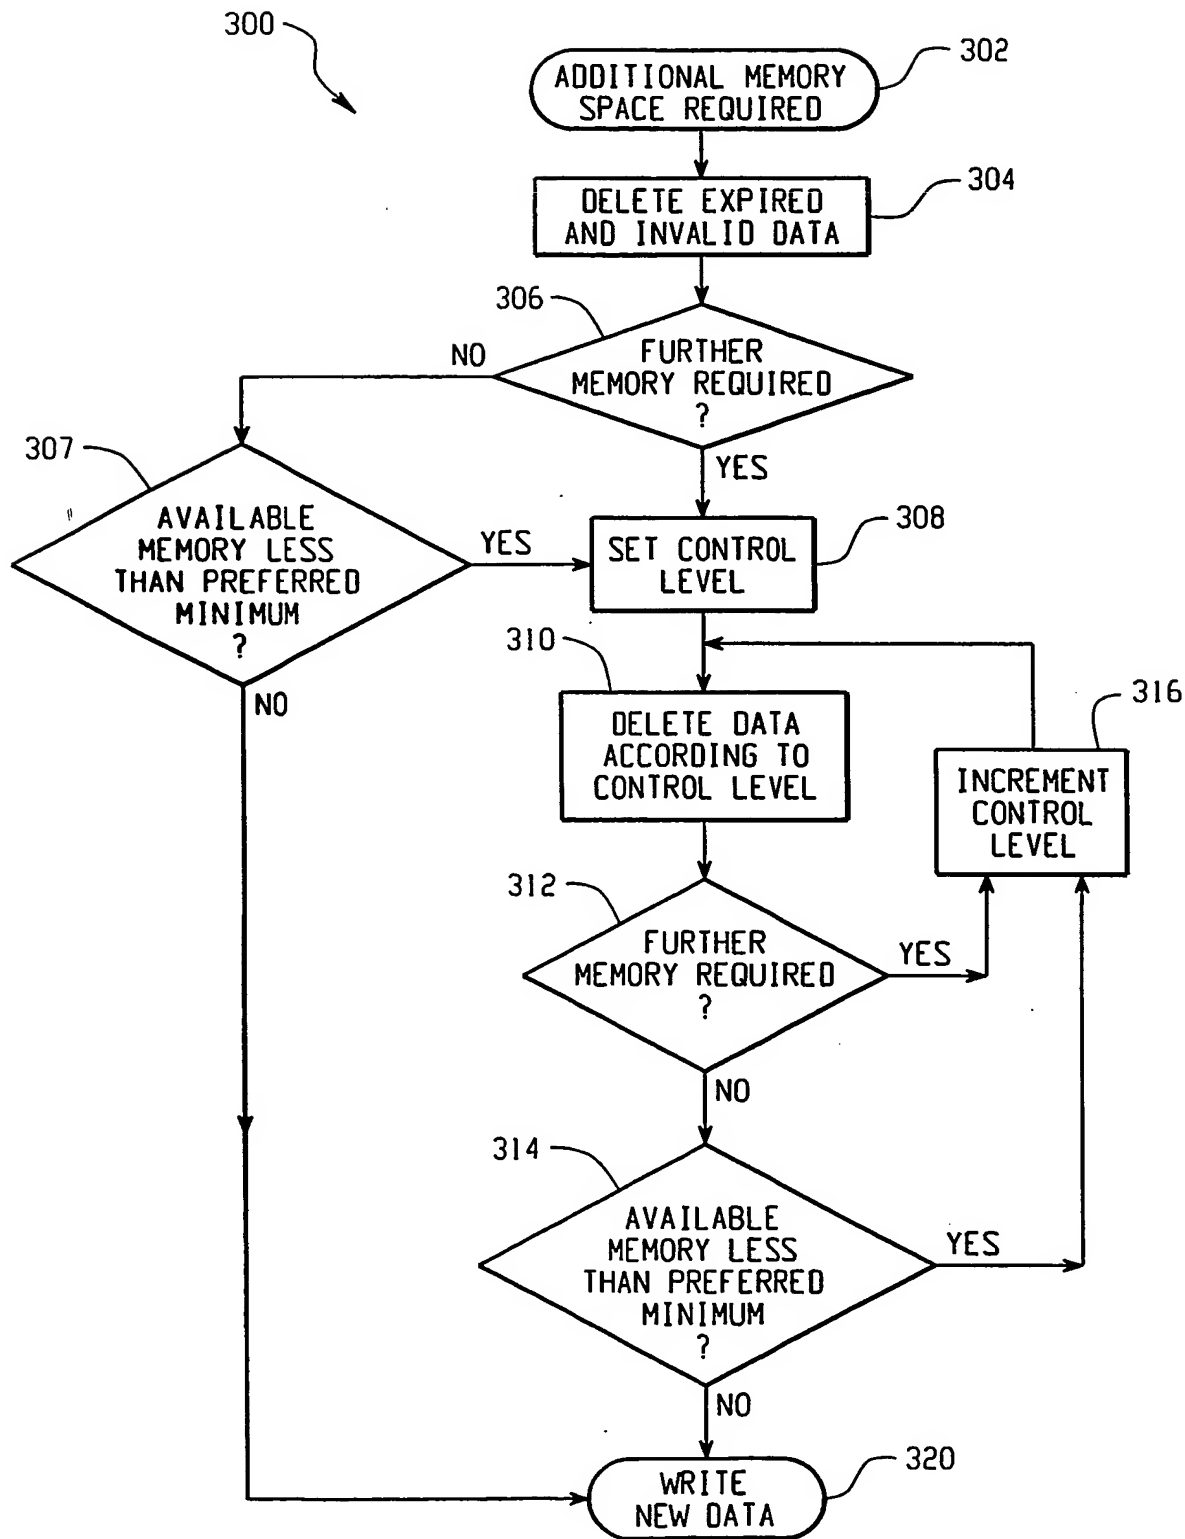 300
302
ADDITIONAL MEMORY
SPACE REQUIRED
304
DELETE EXPIRED
AND INVALID DATA
306
FURTHER
MEMORY REQUIRED
?
NO
YES
307
AVAILABLE
MEMORY LESS
THAN PREFERRED
MINIMUM
?
YES
NO
308
SET CONTROL
LEVEL
310
DELETE DATA
ACCORDING TO
CONTROL LEVEL
316
INCREMENT
CONTROL
LEVEL
312
FURTHER
MEMORY REQUIRED
?
YES
NO
314
AVAILABLE
MEMORY LESS
THAN PREFERRED
MINIMUM
?
YES
NO
320
WRITE
NEW DATA